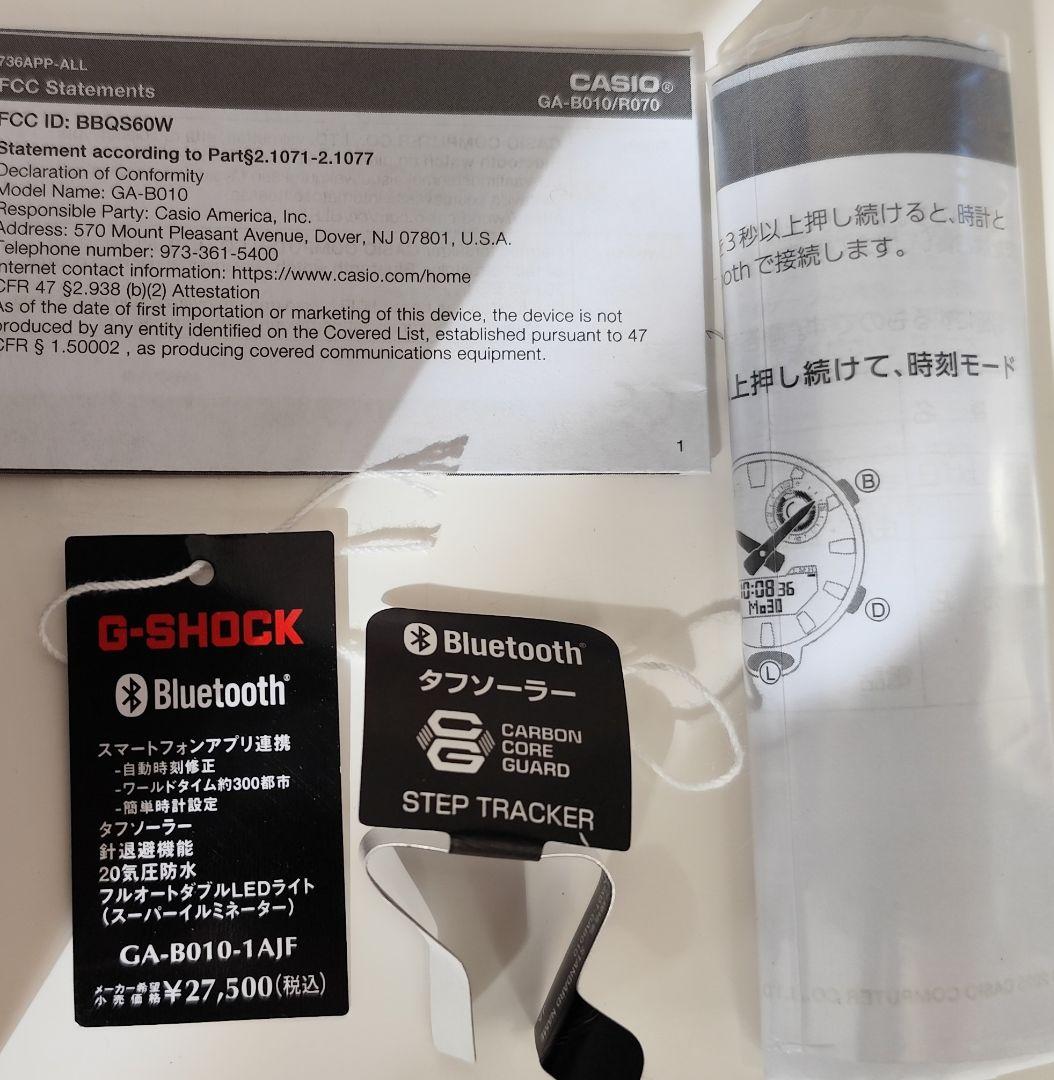 736APP-ALL
FCC Statements
CASIO®
GA-B010/R070
FCC ID: BBQS60W
Statement according to Part§2.1071-2.1077
Declaration of Conformity
Model Name: GA-B010
Responsible Party: Casio America, Inc.
Address: 570 Mount Pleasant Avenue, Dover, NJ 07801, U.S.A.
Telephone number: 973-361-5400
Internet contact information: https://www.casio.com/home
CFR 47 §2.938 (b)(2) Attestation
As of the date of first importation or marketing of this device, the device is not
produced by any entity identified on the Covered List, established pursuant to 47
CFR § 1.50002 , as producing covered communications equipment.
1
3秒以上押し続けると、時計と
oothで接続します。
上押し続けて、時刻モード
B
0:08 36
Mo30
D
L
G-SHOCK
Bluetooth®
スマートフォンアプリ連携
-自動時刻修正
-ワールドタイム約300都市
-簡単時計設定
タフソーラー
針退避機能
20気圧防水
フルオートダブルLEDライト
(スーパーイルミネーター)
GA-B010-1AJF
メーカー希望
小売価格 ¥27,500(税込)
Bluetooth®
タフソーラー
CARBON
CORE
GUARD
STEP TRACKER